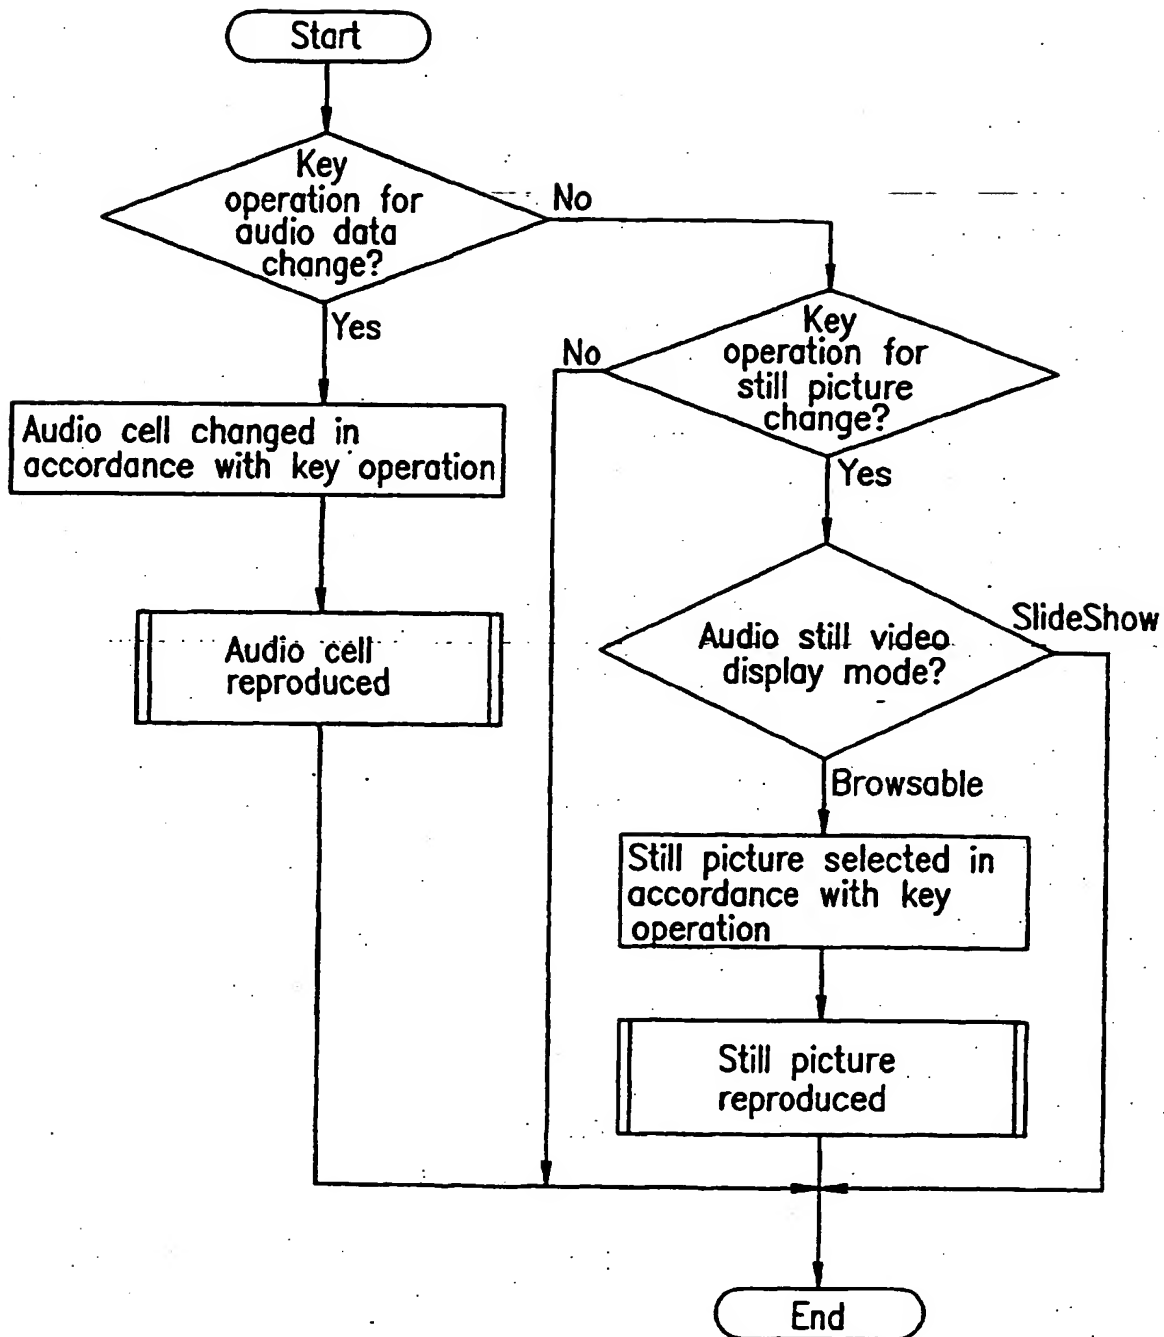 Start
Key
operation for
audio data
change?
No
Yes
Key
operation for
still picture
change?
No
Yes
Audio cell changed in
accordance with key operation
Audio cell
reproduced
Audio still video
display mode?
SlideShow
Browsable
Still picture selected in
accordance with key
operation
Still picture
reproduced
End